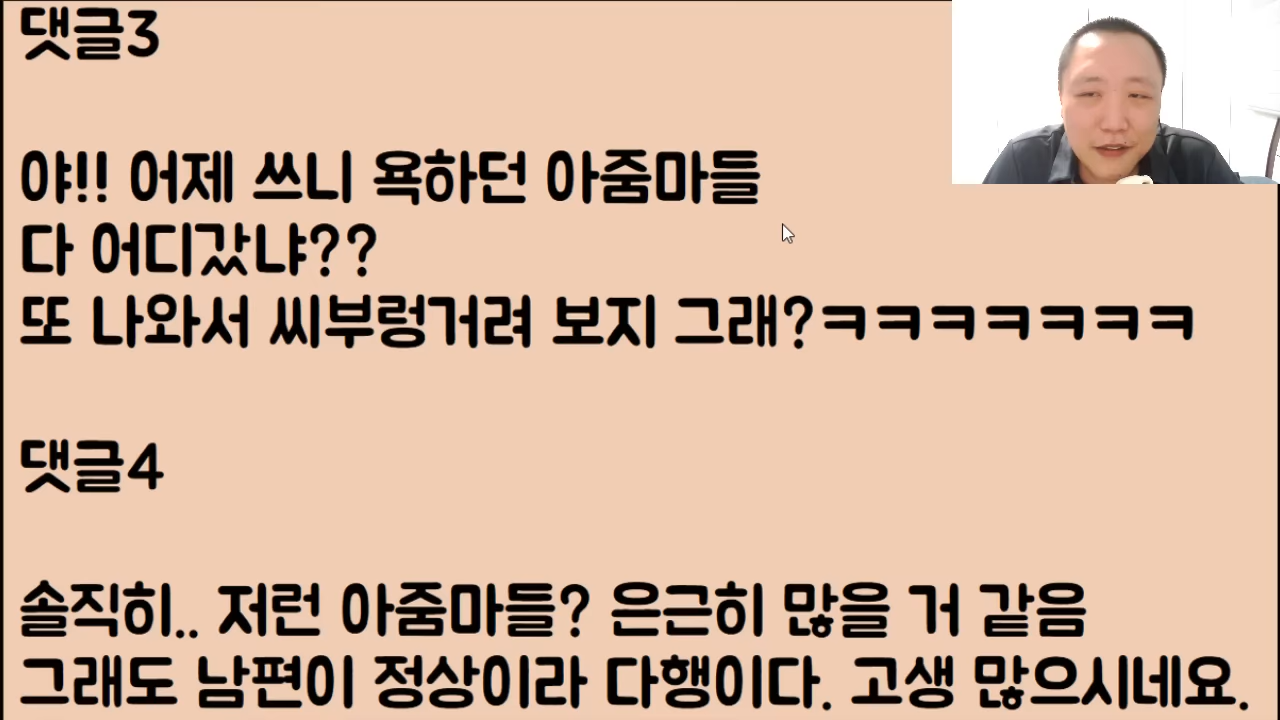 댓글3
야!! 어제 쓰니 욕하던 아줌마들
다 어디갔냐??
또 나와서 씨부렁거려 보지 그래?ㅋㅋㅋㅋㅋㅋㅋ
댓글4
솔직히.. 저런 아줌마들? 은근히 많을 거 같음
그래도 남편이 정상이라 다행이다. 고생 많으시네요.